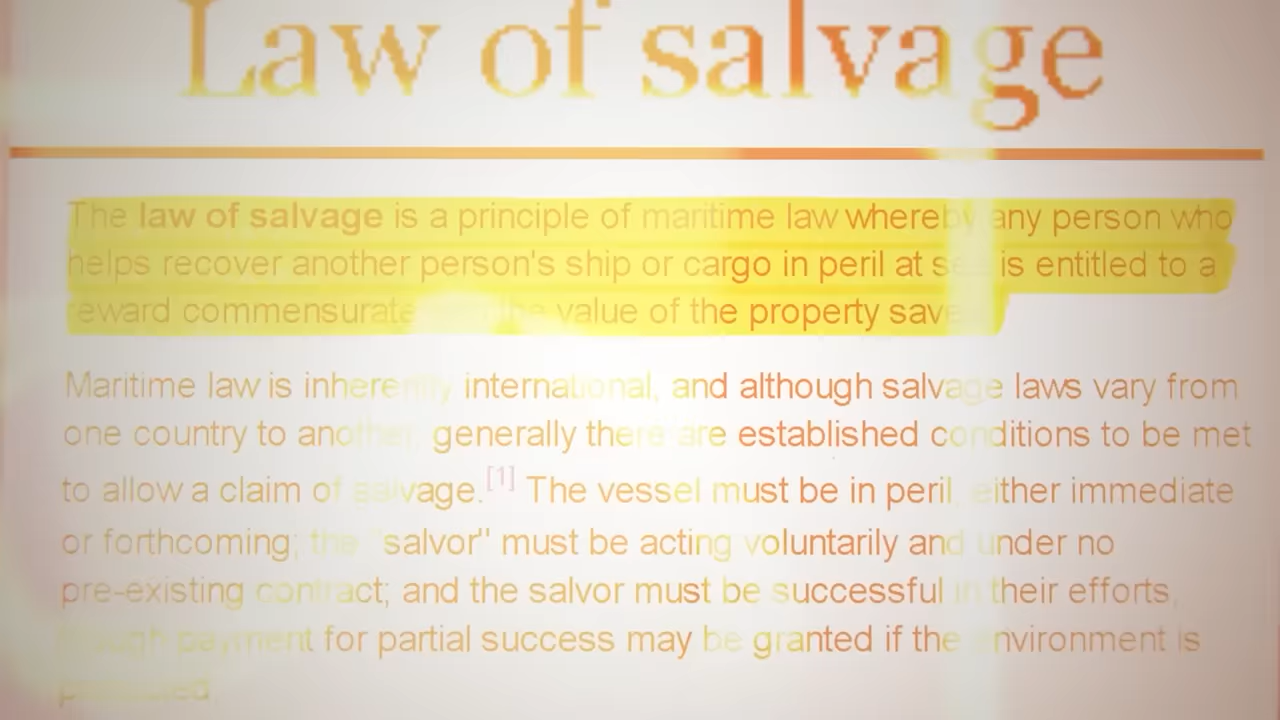 Law of salvage
The law of salvage is a principle of maritime law whereby any person who
helps recover another person's ship or cargo in peril at sea is entitled to a
reward commensurate the value of the property saved
Maritime law is inherently international, and although salvage laws vary from
one country to another, generally there are established conditions to be met
to allow a claim of salvage.[1] The vessel must be in peril, either immediate
or forthcoming; the "salvor" must be acting voluntarily and under no
pre-existing contract; and the salvor must be successful in their efforts,
though payment for partial success may be granted if the environment is
protected